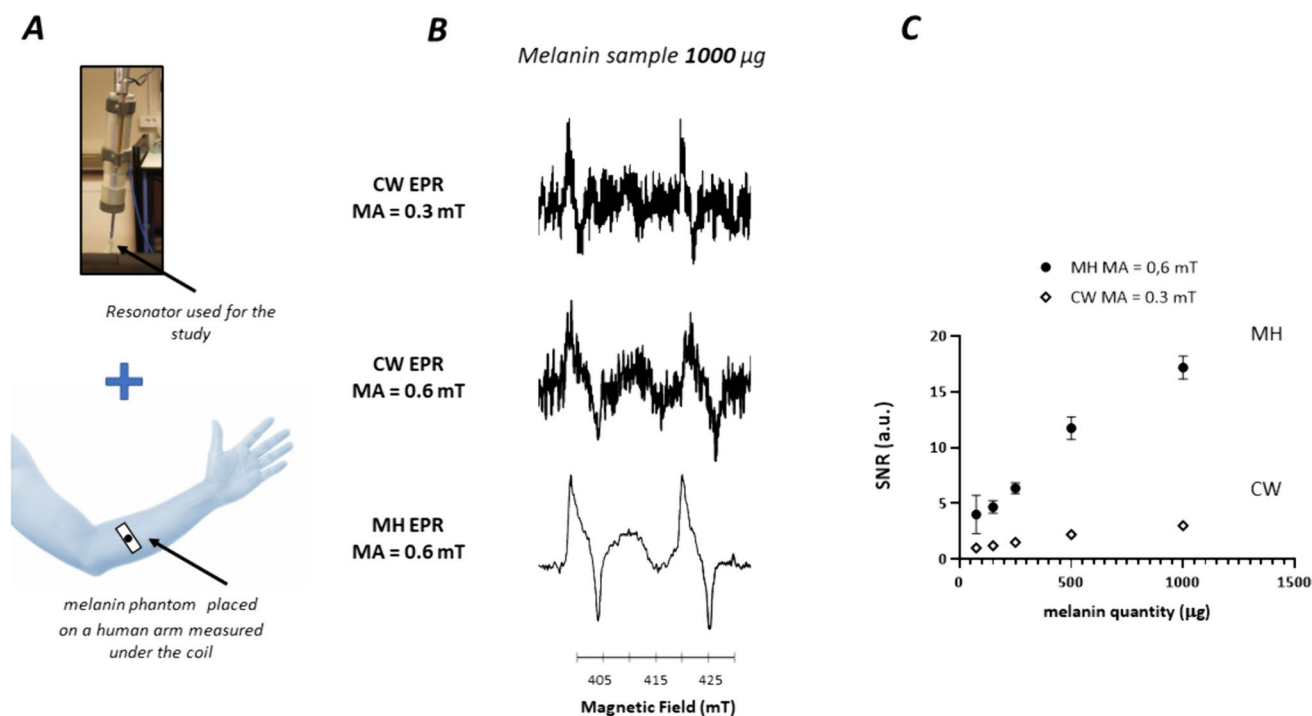 A
Resonator used for the
study
melanin phantom placed
on a human arm measured
under the coil
B
Melanin sample 1000 µg
CW EPR
MA = 0.3 mT
CW EPR
MA = 0.6 mT
MH EPR
MA = 0.6 mT
405 415 425
Magnetic Field (mT)
C
MH MA = 0,6 mT
CW MA = 0.3 mT
20
15
10
5
0
SNR (a.u.)
MH
CW
0 500 1000 1500
melanin quantity (µg)